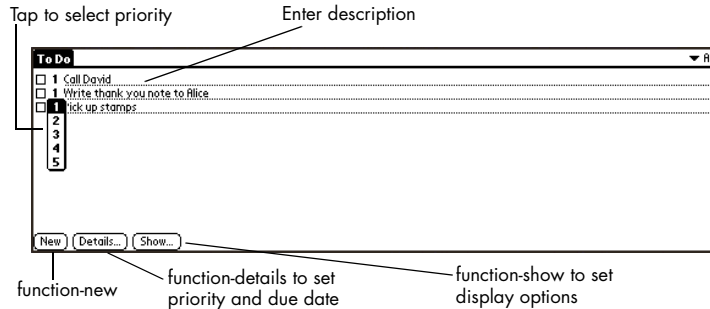 Tap to select priority
Enter description
To Do
1 Call David
1 Write thank you note to Alice
1 Pick up stamps
2
3
4
5
New Details... Show...
function-new
function-details to set
priority and due date
function-show to set
display options